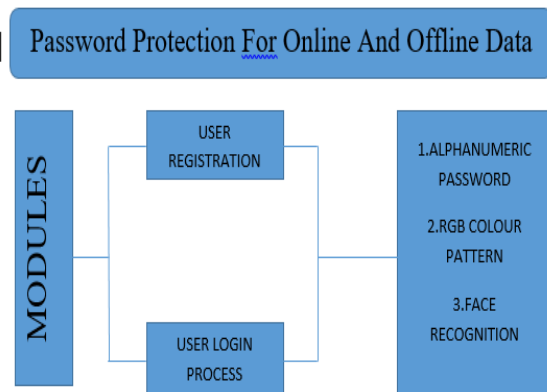 Password Protection For Online And Offline Data
MODULES
USER
REGISTRATION
USER LOGIN
PROCESS
1.ALPHANUMERIC
PASSWORD
2.RGB COLOUR
PATTERN
3.FACE
RECOGNITION